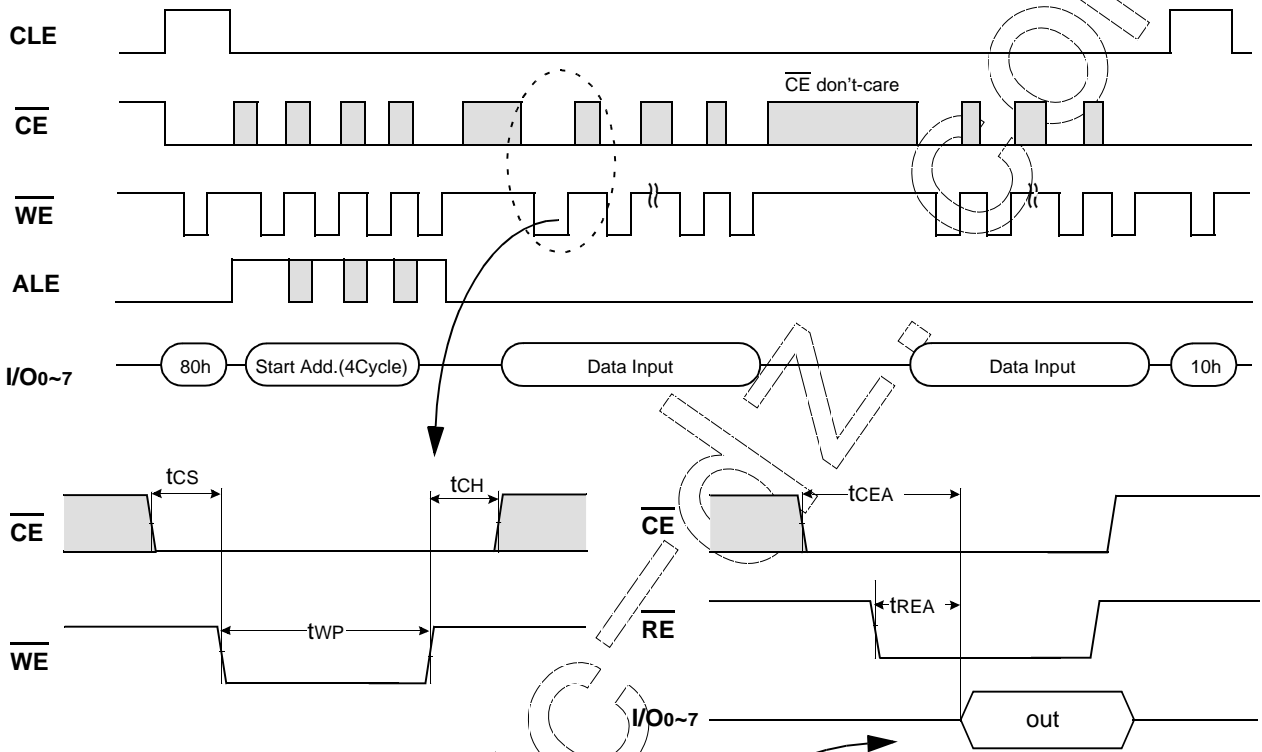 CLE
CE don't-care
CE
WE
ALE
I/O0~7
80h
Start Add.(4Cycle)
Data Input
Data Input
10h
tCS
tCH
CE
tWP
WE
tCEA
CE
tREA
RE
I/O0~7
out